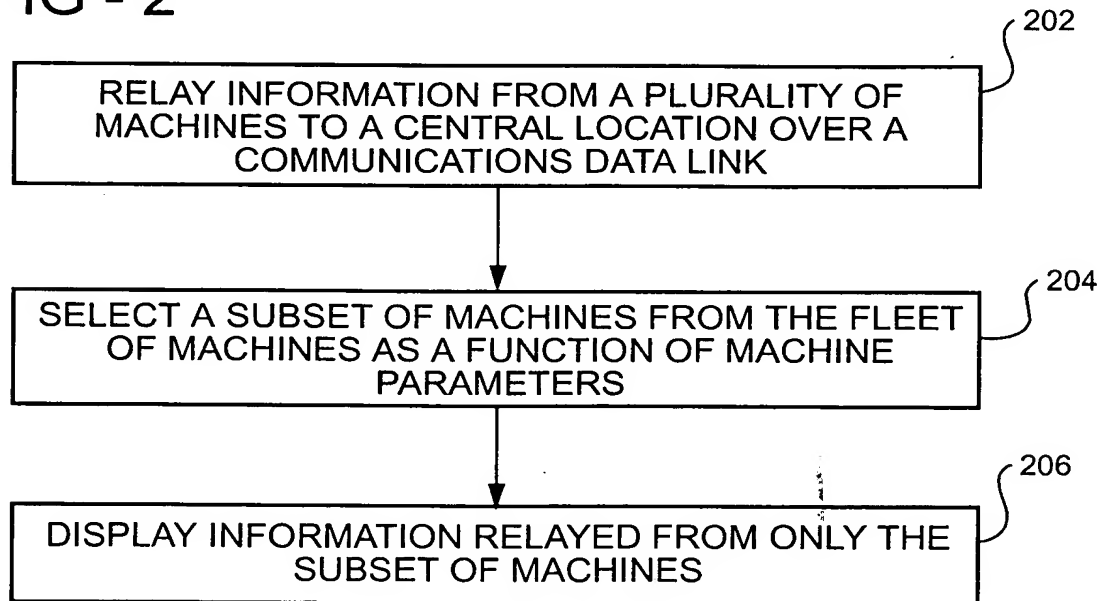 IG - 2
202
RELAY INFORMATION FROM A PLURALITY OF
MACHINES TO A CENTRAL LOCATION OVER A
COMMUNICATIONS DATA LINK
204
SELECT A SUBSET OF MACHINES FROM THE FLEET
OF MACHINES AS A FUNCTION OF MACHINE
PARAMETERS
206
DISPLAY INFORMATION RELAYED FROM ONLY THE
SUBSET OF MACHINES